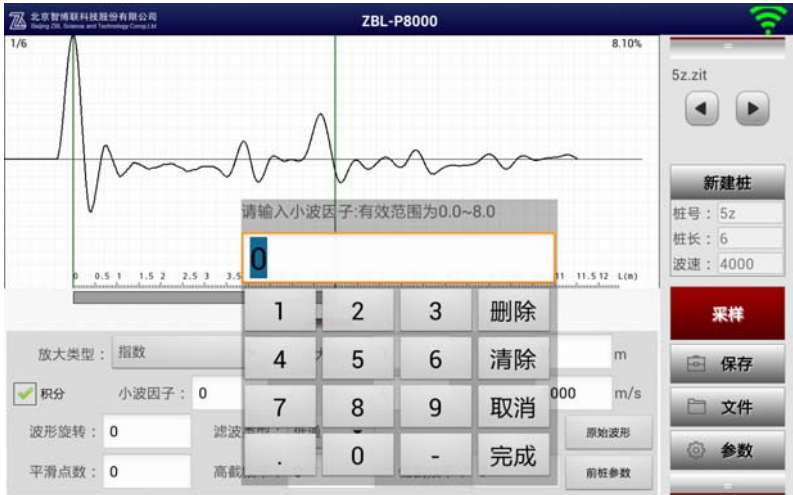 北京智博联科技股份有限公司
Beijing ZBL Science and Technology Comp.Ltd
ZBL-P8000
1/6
8.10%
5z.zit
新建桩
桩号： 5z
桩长： 6
波速： 4000
请输入小波因子:有效范围为0.0~8.0
0
0 0.5 1 1.5 2 2.5 3 3.5 11 11.5 12 L(m)
1 2 3 删除
4 5 6 清除
7 8 9 取消
. 0 - 完成
采样
保存
文件
参数
放大类型： 指数 m
积分 小波因子： 0 000 m/s
波形旋转： 0 原始波形
平滑点数： 0 前桩参数